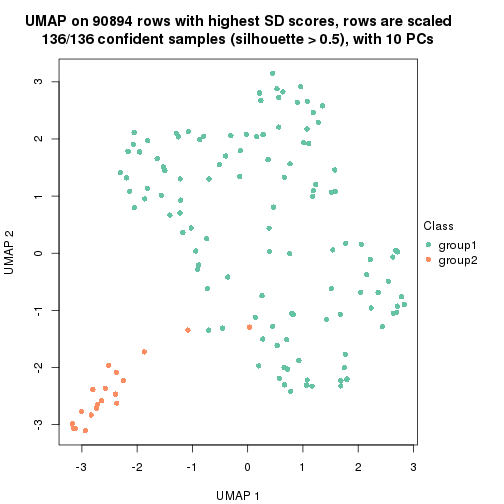 UMAP on 90894 rows with highest SD scores, rows are scaled
136/136 confident samples (silhouette > 0.5), with 10 PCs
3
2
1
0
-1
-2
-3
UMAP 2
-3
-2
-1
0
1
2
3
UMAP 1
Class
group1
group2